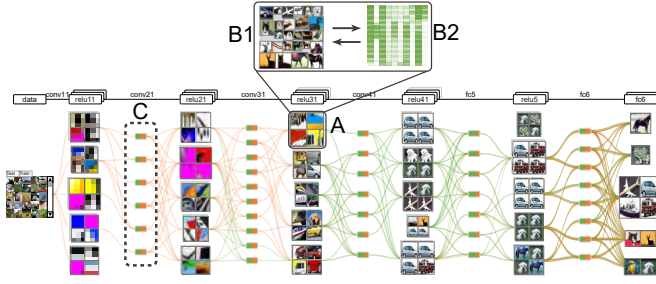 B1
B2
conv11
conv21
conv31
conv41
fc5
fc6
data
relu11
relu21
relu31
relu41
relu5
fc6
C
A
Test Train